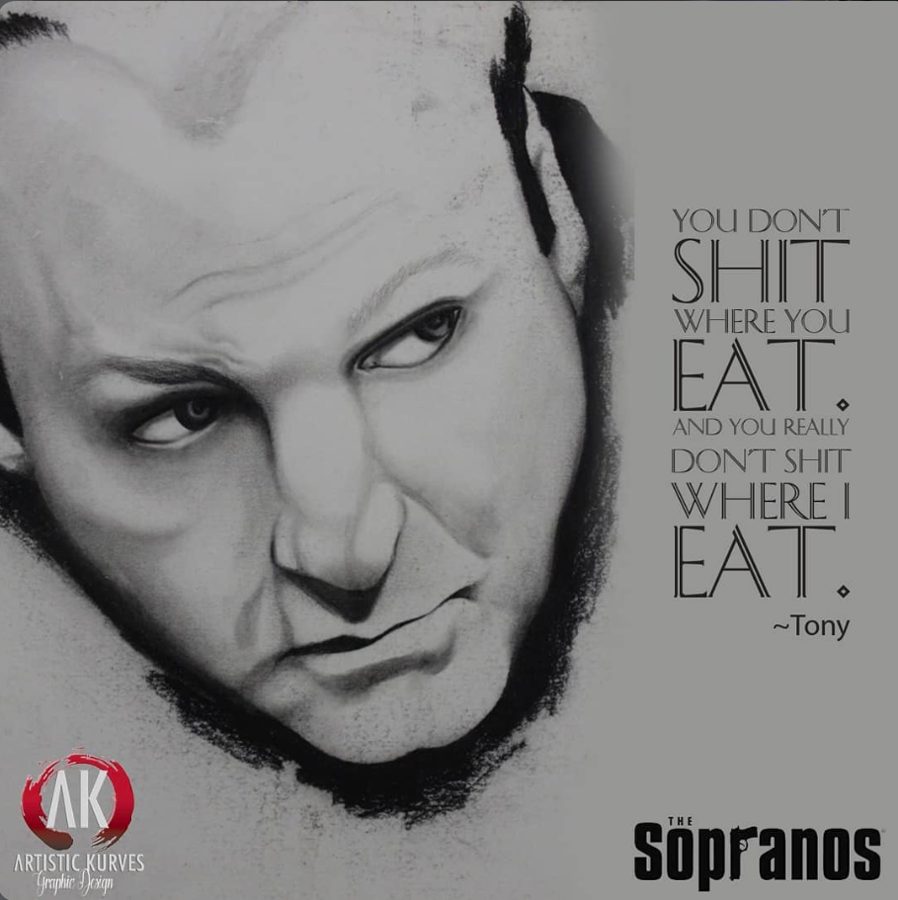 YOU DON'T
SHIT
WHERE YOU
EAT.
AND YOU REALLY
DON'T SHIT
WHERE I
EAT.
~Tony
AK
ARTISTIC KURVES
Graphic Design
THE
Sopranos